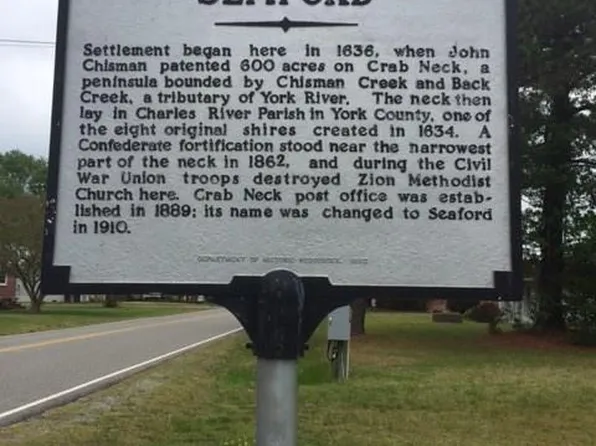 SEAFORD
Settlement began here in 1636, when John
Chisman patented 600 acres on Crab Neck, a
peninsula bounded by Chisman Creek and Back
Creek, a tributary of York River. The neck then
lay in Charles River Parish in York County, one of
the eight original shires created in 1634. A
Confederate fortification stood near the narrowest
part of the neck in 1862, and during the Civil
War Union troops destroyed Zion Methodist
Church here. Crab Neck post office was estab-
lished in 1889; its name was changed to Seaford
in 1910.
DEPARTMENT OF HISTORIC RESOURCES,